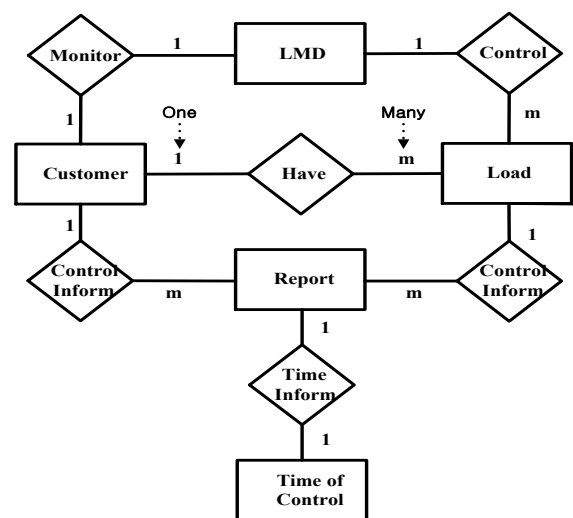 Monitor
1
LMD
1
Control
1
One
Many
m
Customer
1
Have
m
Load
1
1
Control
Inform
m
Report
m
Control
Inform
1
Time
Inform
1
Time of
Control